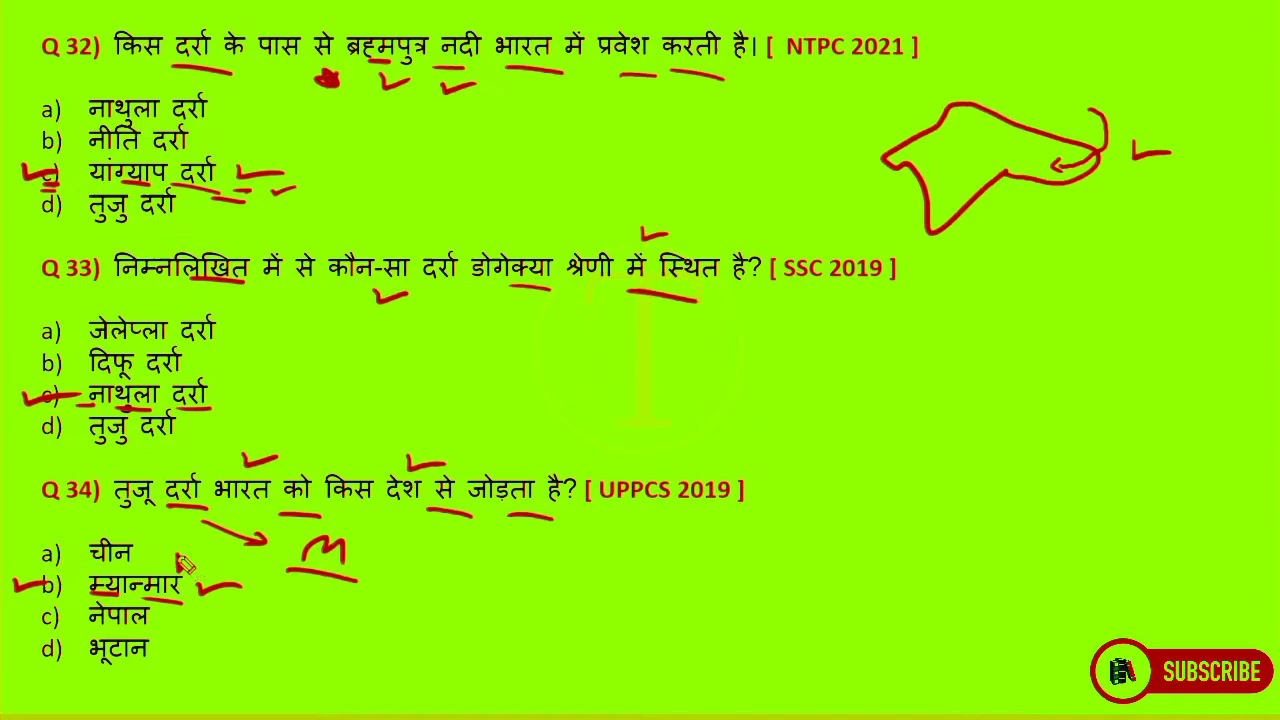 Q 32) किस दर्रा के पास से ब्रह्मपुत्र नदी भारत में प्रवेश करती है। [ NTPC 2021 ]
a) नाथुला दर्रा
b) नीति दर्रा
c) यांग्याप दर्रा
d) तुजु दर्रा
Q 33) निम्नलिखित में से कौन-सा दर्रा डोगेक्या श्रेणी में स्थित है? [ SSC 2019 ]
a) जेलेप्ला दर्रा
b) दिफू दर्रा
c) नाथुला दर्रा
d) तुजु दर्रा
Q 34) तुजू दर्रा भारत को किस देश से जोड़ता है? [ UPPCS 2019 ]
a) चीन
M
b) म्यान्मार
c) नेपाल
d) भूटान
SUBSCRIBE